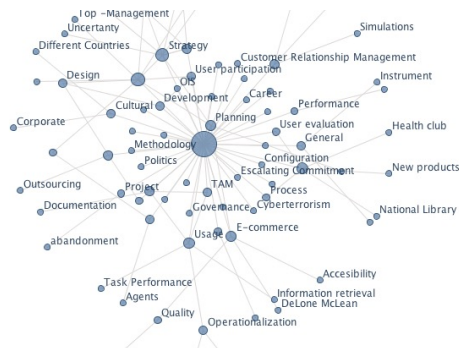 Top -Management
Uncertanty
Different Countries
Strategy
Simulations
Customer Relationship Management
User participation
Design
OIS
Instrument
Development
Career
Cultural
Performance
Planning
Corporate
User evaluation
Health club
General
Methodology
Configuration
Politics
Escalating Commitment
New products
Outsourcing
Project
TAM
Process
Documentation
Governance
Cyberterrorism
National Library
E-commerce
Usage
abandonment
Accesibility
Task Performance
Agents
Information retrieval
DeLone McLean
Quality
Operationalization